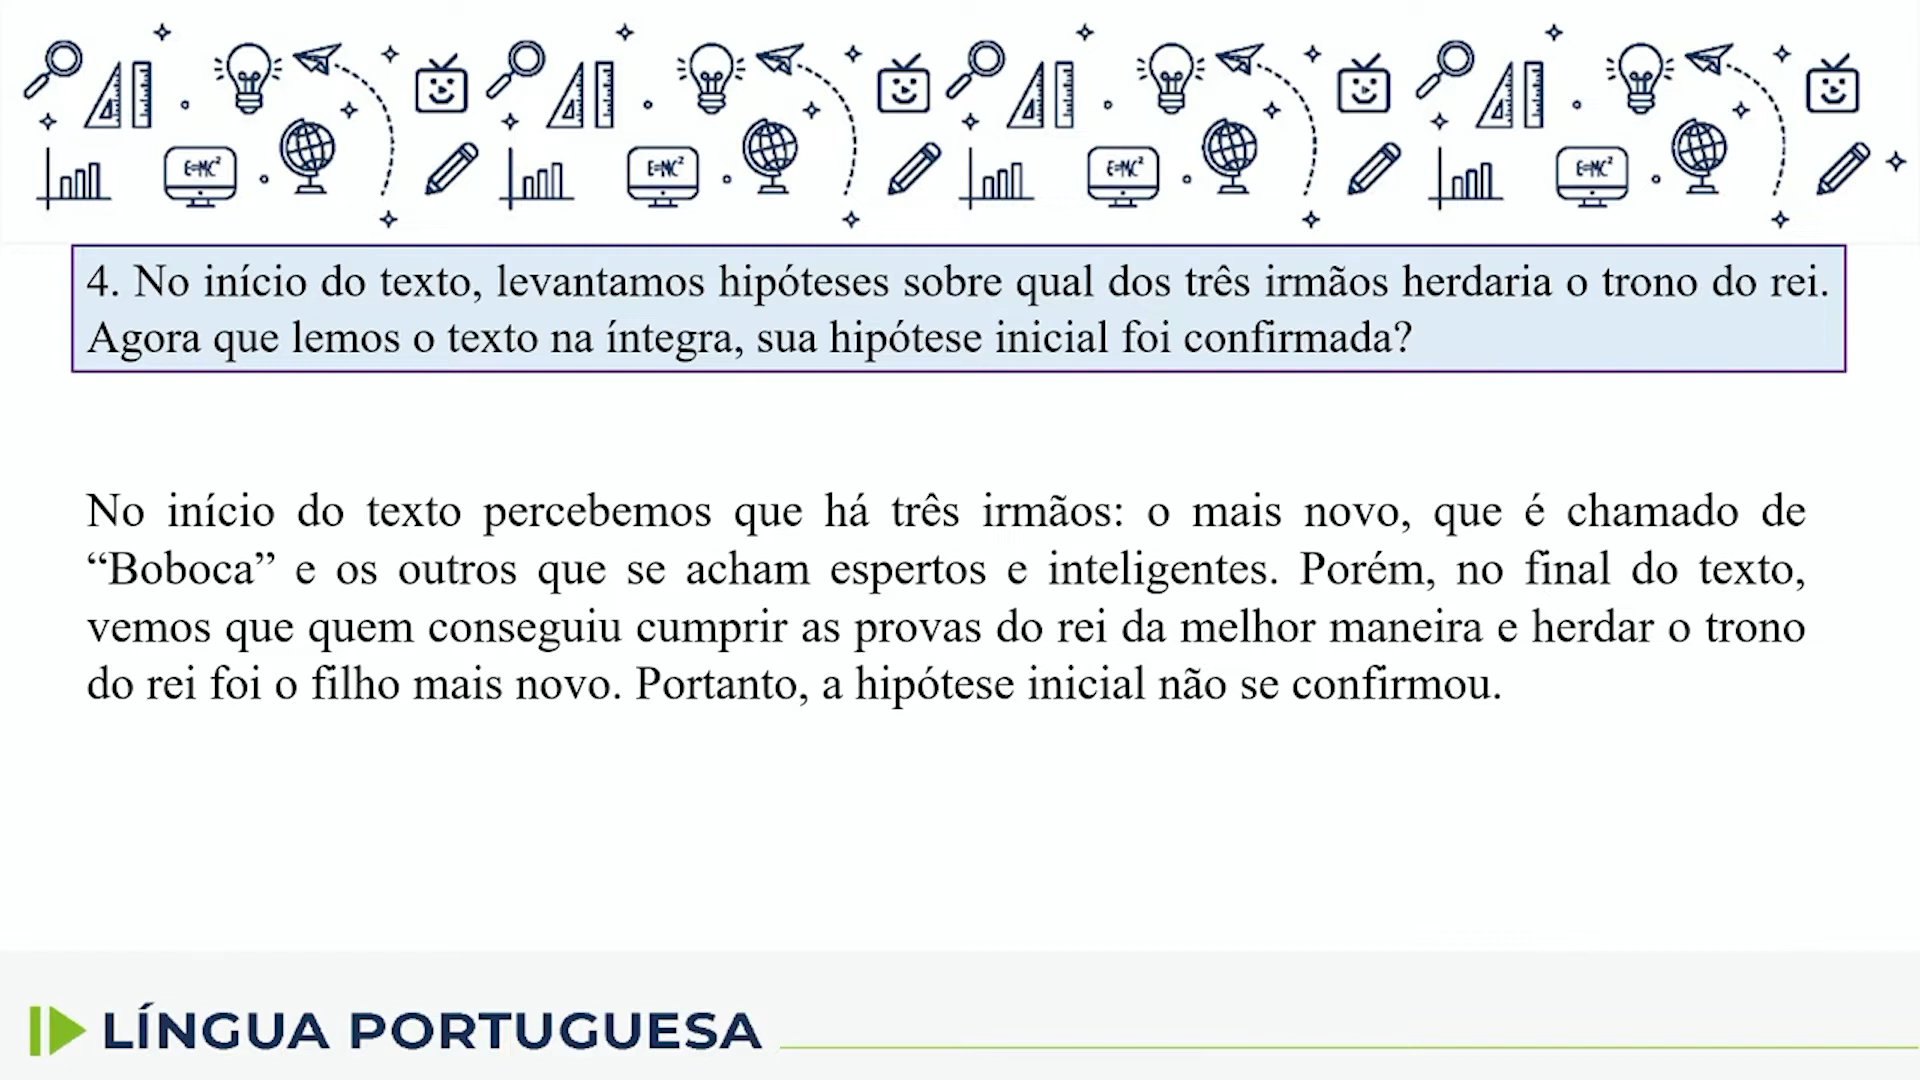 E=MC² E=MC² E=MC² E=MC²
4. No início do texto, levantamos hipóteses sobre qual dos três irmãos herdaria o trono do rei.
Agora que lemos o texto na íntegra, sua hipótese inicial foi confirmada?
No início do texto percebemos que há três irmãos: o mais novo, que é chamado de
“Boboca” e os outros que se acham espertos e inteligentes. Porém, no final do texto,
vemos que quem conseguiu cumprir as provas do rei da melhor maneira e herdar o trono
do rei foi o filho mais novo. Portanto, a hipótese inicial não se confirmou.
LÍNGUA PORTUGUESA